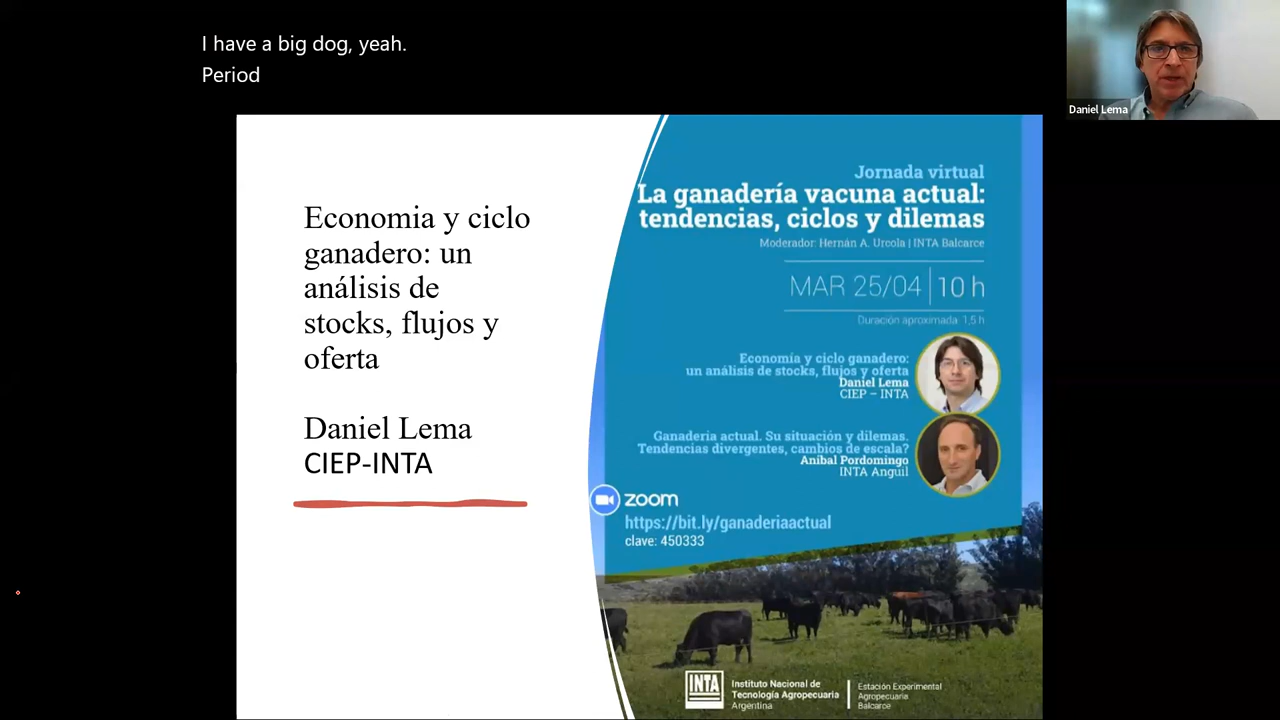 I have a big dog, yeah.
Period
Daniel Lema
Economia y ciclo
ganadero: un
análisis de
stocks, flujos y
oferta
Daniel Lema
CIEP-INTA
Jornada virtual
La ganadería vacuna actual:
tendencias, ciclos y dilemas
Moderador: Hernán A. Urcola | INTA Balcarce
MAR 25/04 | 10 h
Duración aproximada 1,5 h
Economía y ciclo ganadero:
un análisis de stocks, flujos y oferta
Daniel Lema
CIEP – INTA
Ganadería actual. Su situación y dilemas.
Tendencias divergentes, cambios de escala?
Aníbal Pordomingo
INTA Anguil
zoom
https://bit.ly/ganaderiaactual
clave: 450333
INTA
Instituto Nacional de
Tecnología Agropecuaria
Argentina
Estación Experimental
Agropecuaria
Balcarce